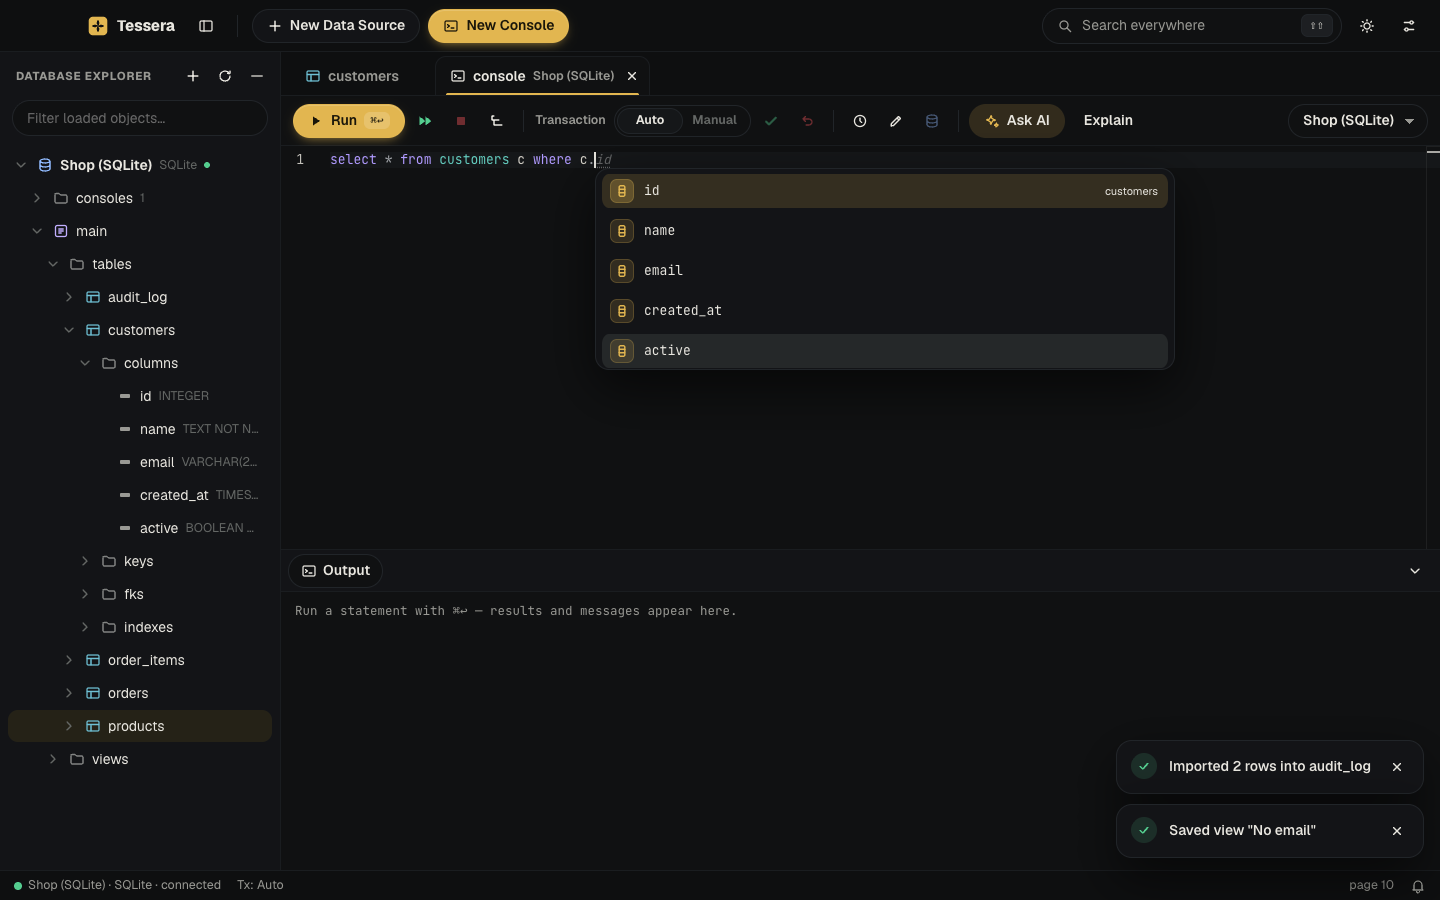 Tessera
New Data Source
New Console
Search everywhere
⇧⇧
DATABASE EXPLORER
Filter loaded objects…
Shop (SQLite) SQLite
consoles 1
main
tables
audit_log
customers
columns
id INTEGER
name TEXT NOT N…
email VARCHAR(2…
created_at TIMES…
active BOOLEAN …
keys
fks
indexes
order_items
orders
products
views
customers
console Shop (SQLite)
Run ⌘↩
Transaction
Auto
Manual
Ask AI
Explain
Shop (SQLite)
1 select * from customers c where c.id
id customers
name
email
created_at
active
Output
Run a statement with ⌘↩ — results and messages appear here.
Imported 2 rows into audit_log
Saved view "No email"
Shop (SQLite) · SQLite · connected
Tx: Auto
page 10